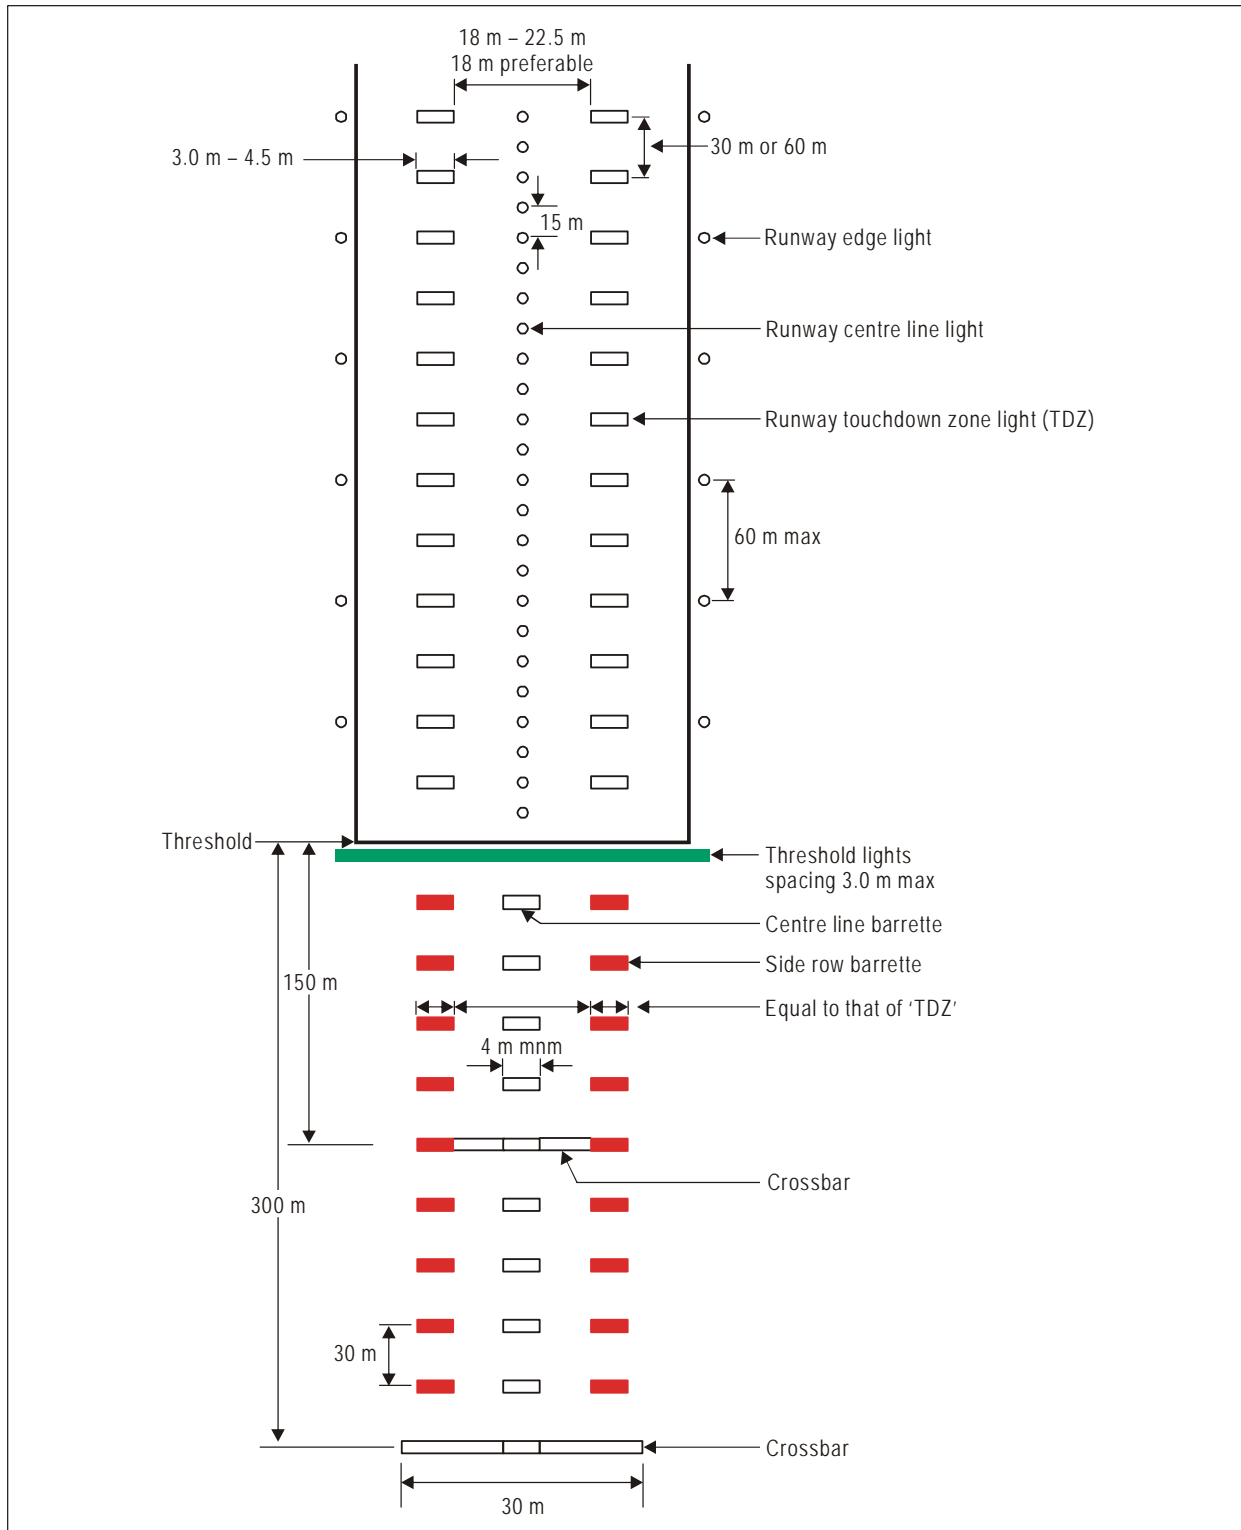 18 m – 22.5 m
18 m preferable
3.0 m – 4.5 m
30 m or 60 m
15 m
Runway edge light
Runway centre line light
Runway touchdown zone light (TDZ)
60 m max
Threshold
Threshold lights
spacing 3.0 m max
Centre line barrette
Side row barrette
150 m
Equal to that of ‘TDZ’
4 m mnm
Crossbar
300 m
30 m
Crossbar
30 m